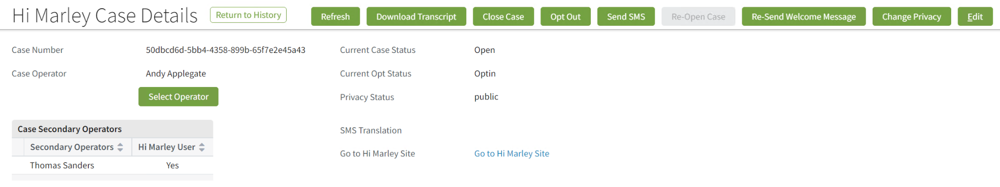 Hi Marley Case Details Return to History Refresh Download Transcript Close Case Opt Out Send SMS Re-Open Case Re-Send Welcome Message Change Privacy Edit
Case Number 50dbcd6d-5bb4-4358-899b-65f7e2e45a43 Current Case Status Open
Case Operator Andy Applegate Current Opt Status Optin
Select Operator Privacy Status public
Case Secondary Operators SMS Translation
Secondary Operators Hi Marley User Go to Hi Marley Site Go to Hi Marley Site
Thomas Sanders Yes